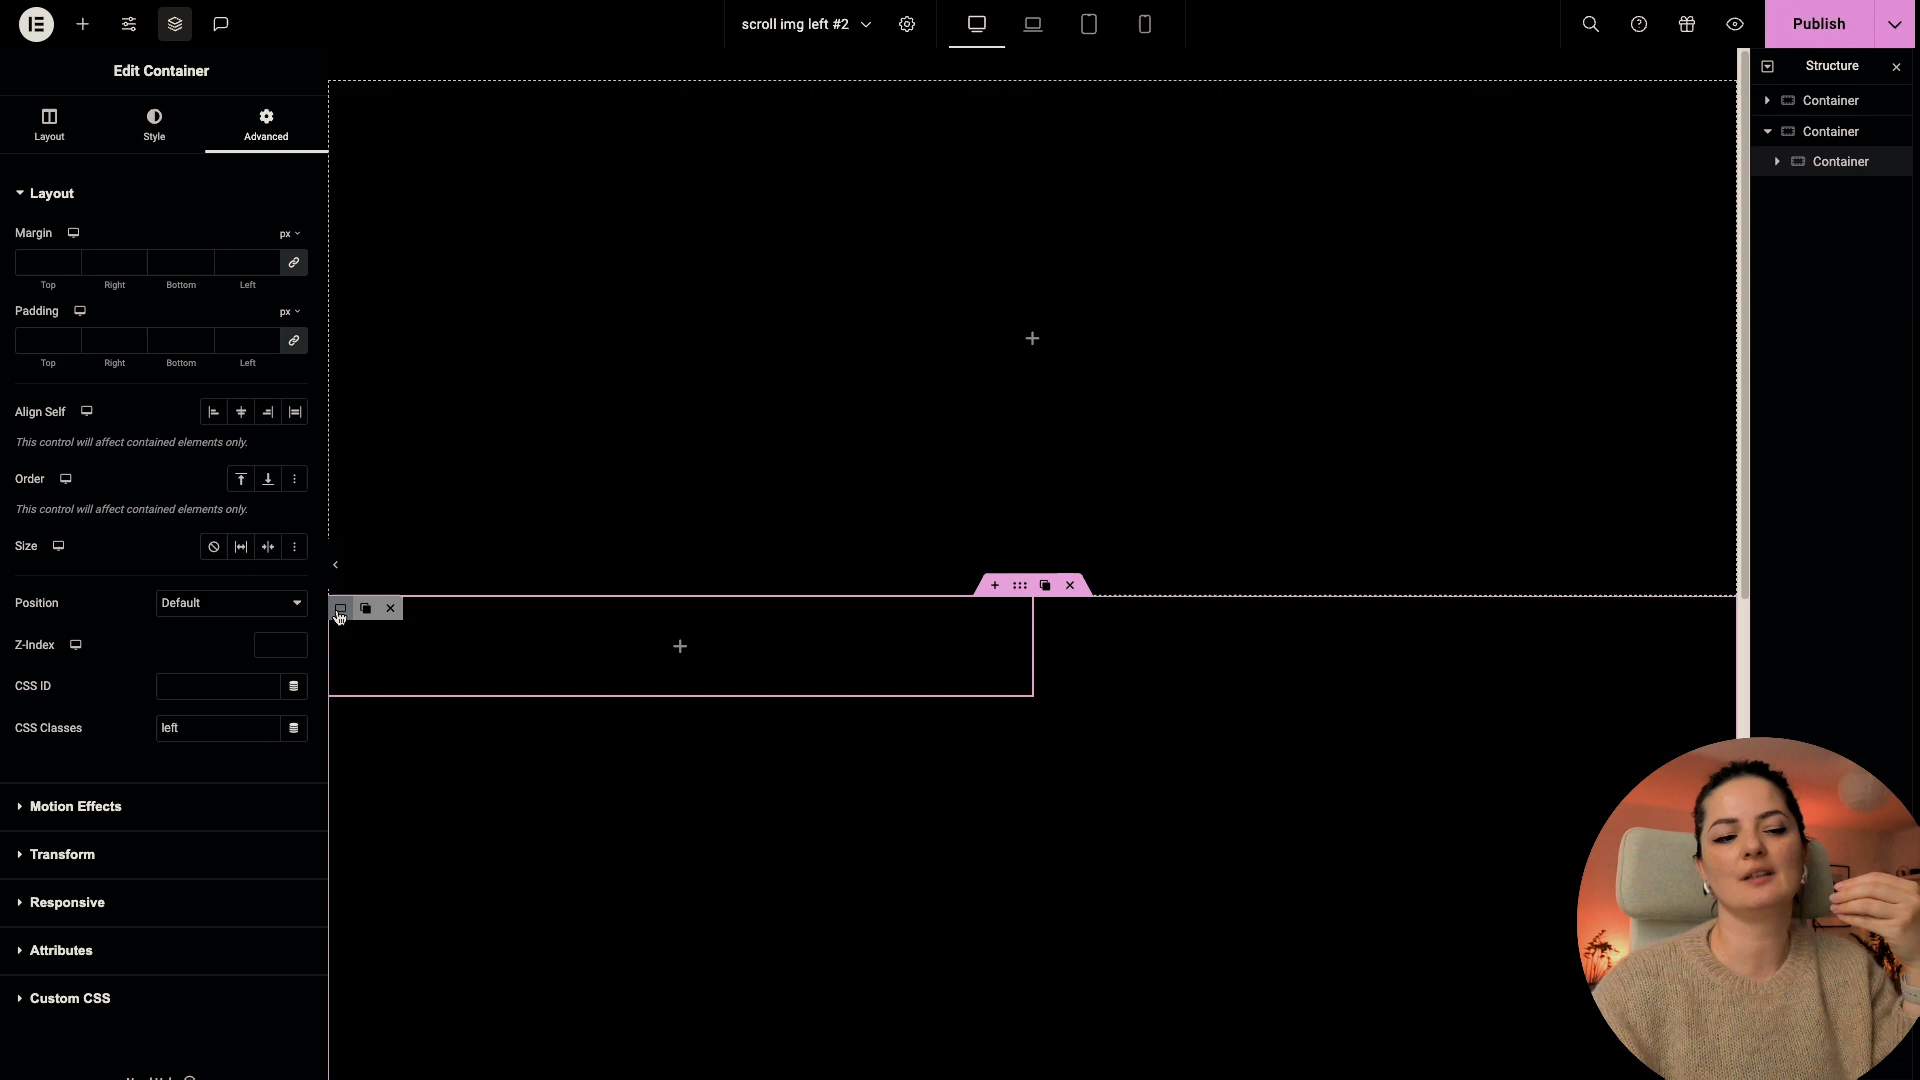 scroll img left #2
Publish
Edit Container
Structure
Layout
Style
Advanced
Container
Container
Container
Layout
Margin
px
Top
Right
Bottom
Left
Padding
px
Top
Right
Bottom
Left
Align Self
This control will affect contained elements only.
Order
This control will affect contained elements only.
Size
Position
Default
Z-Index
CSS ID
CSS Classes
left
Motion Effects
Transform
Responsive
Attributes
Custom CSS